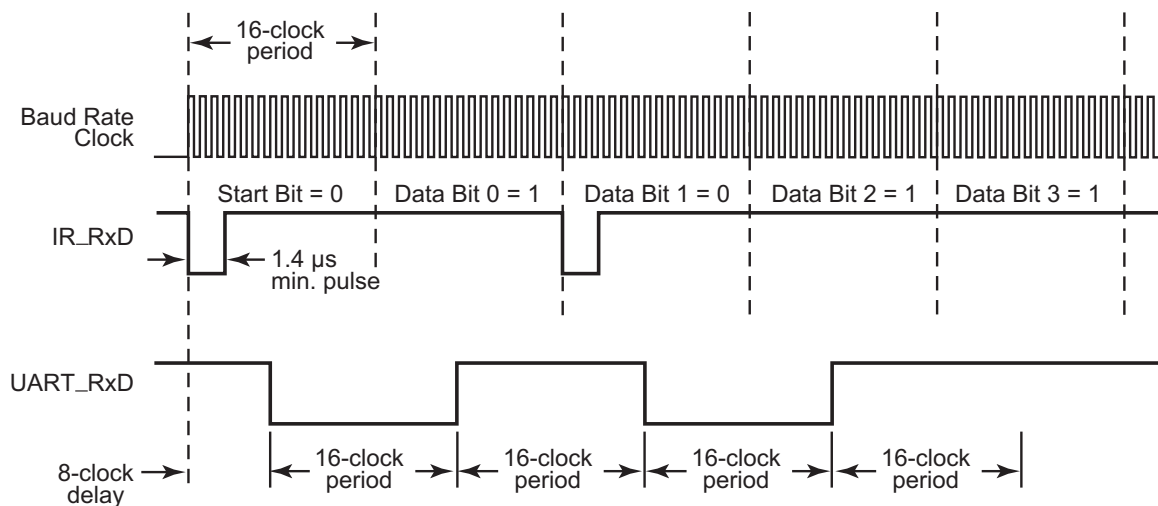 16-clock
period
Baud Rate
Clock
Start Bit = 0
Data Bit 0 = 1
Data Bit 1 = 0
Data Bit 2 = 1
Data Bit 3 = 1
IR_RxD
1.4 µs
min. pulse
UART_RxD
8-clock
delay
16-clock
period
16-clock
period
16-clock
period
16-clock
period